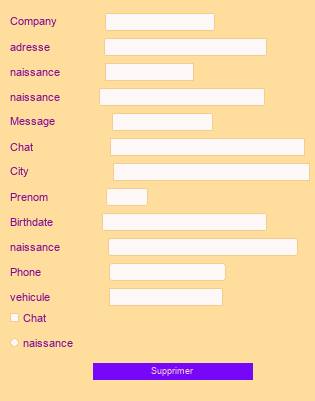 Company
adresse
naissance
naissance
Message
Chat
City
Prenom
Birthdate
naissance
Phone
vehicule
Chat
naissance
Supprimer